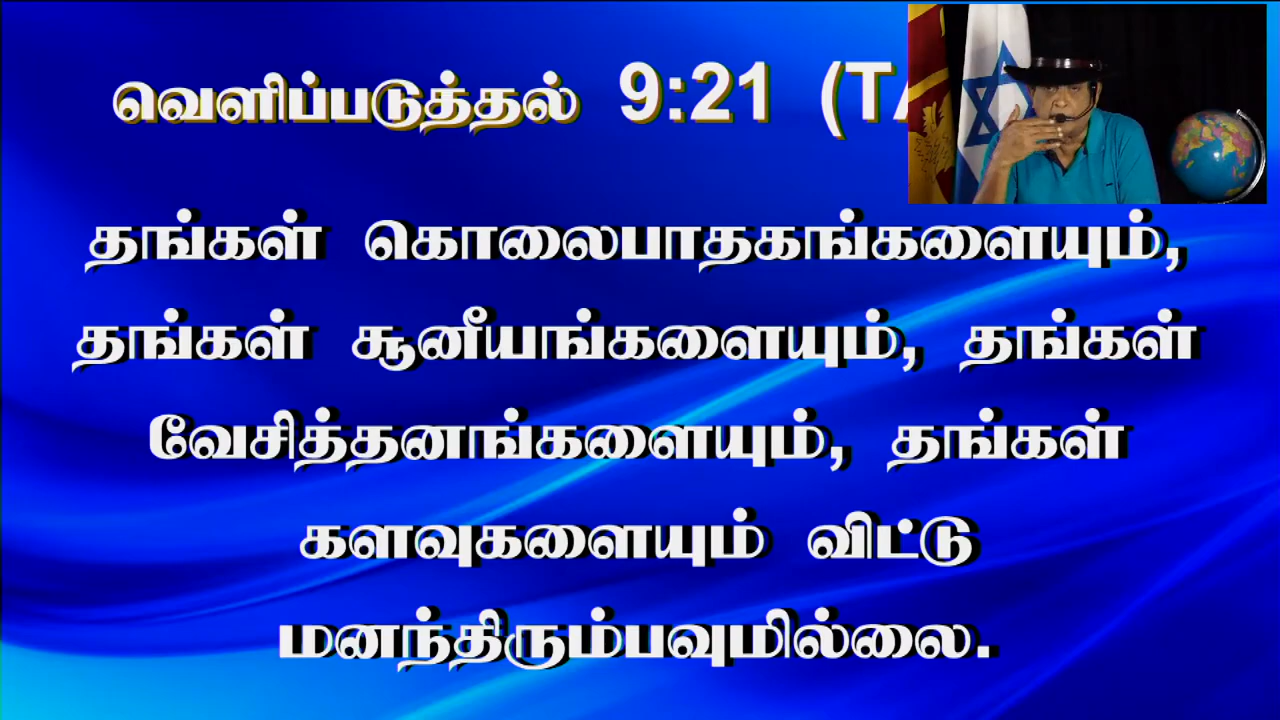 வெளிப்படுத்தல் 9:21
தங்கள் கொலைபாதகங்களையும்,
தங்கள் சூனீயங்களையும், தங்கள்
வேசித்தனங்களையும், தங்கள்
களவுகளையும் விட்டு
மனந்திரும்பவுமில்லை.